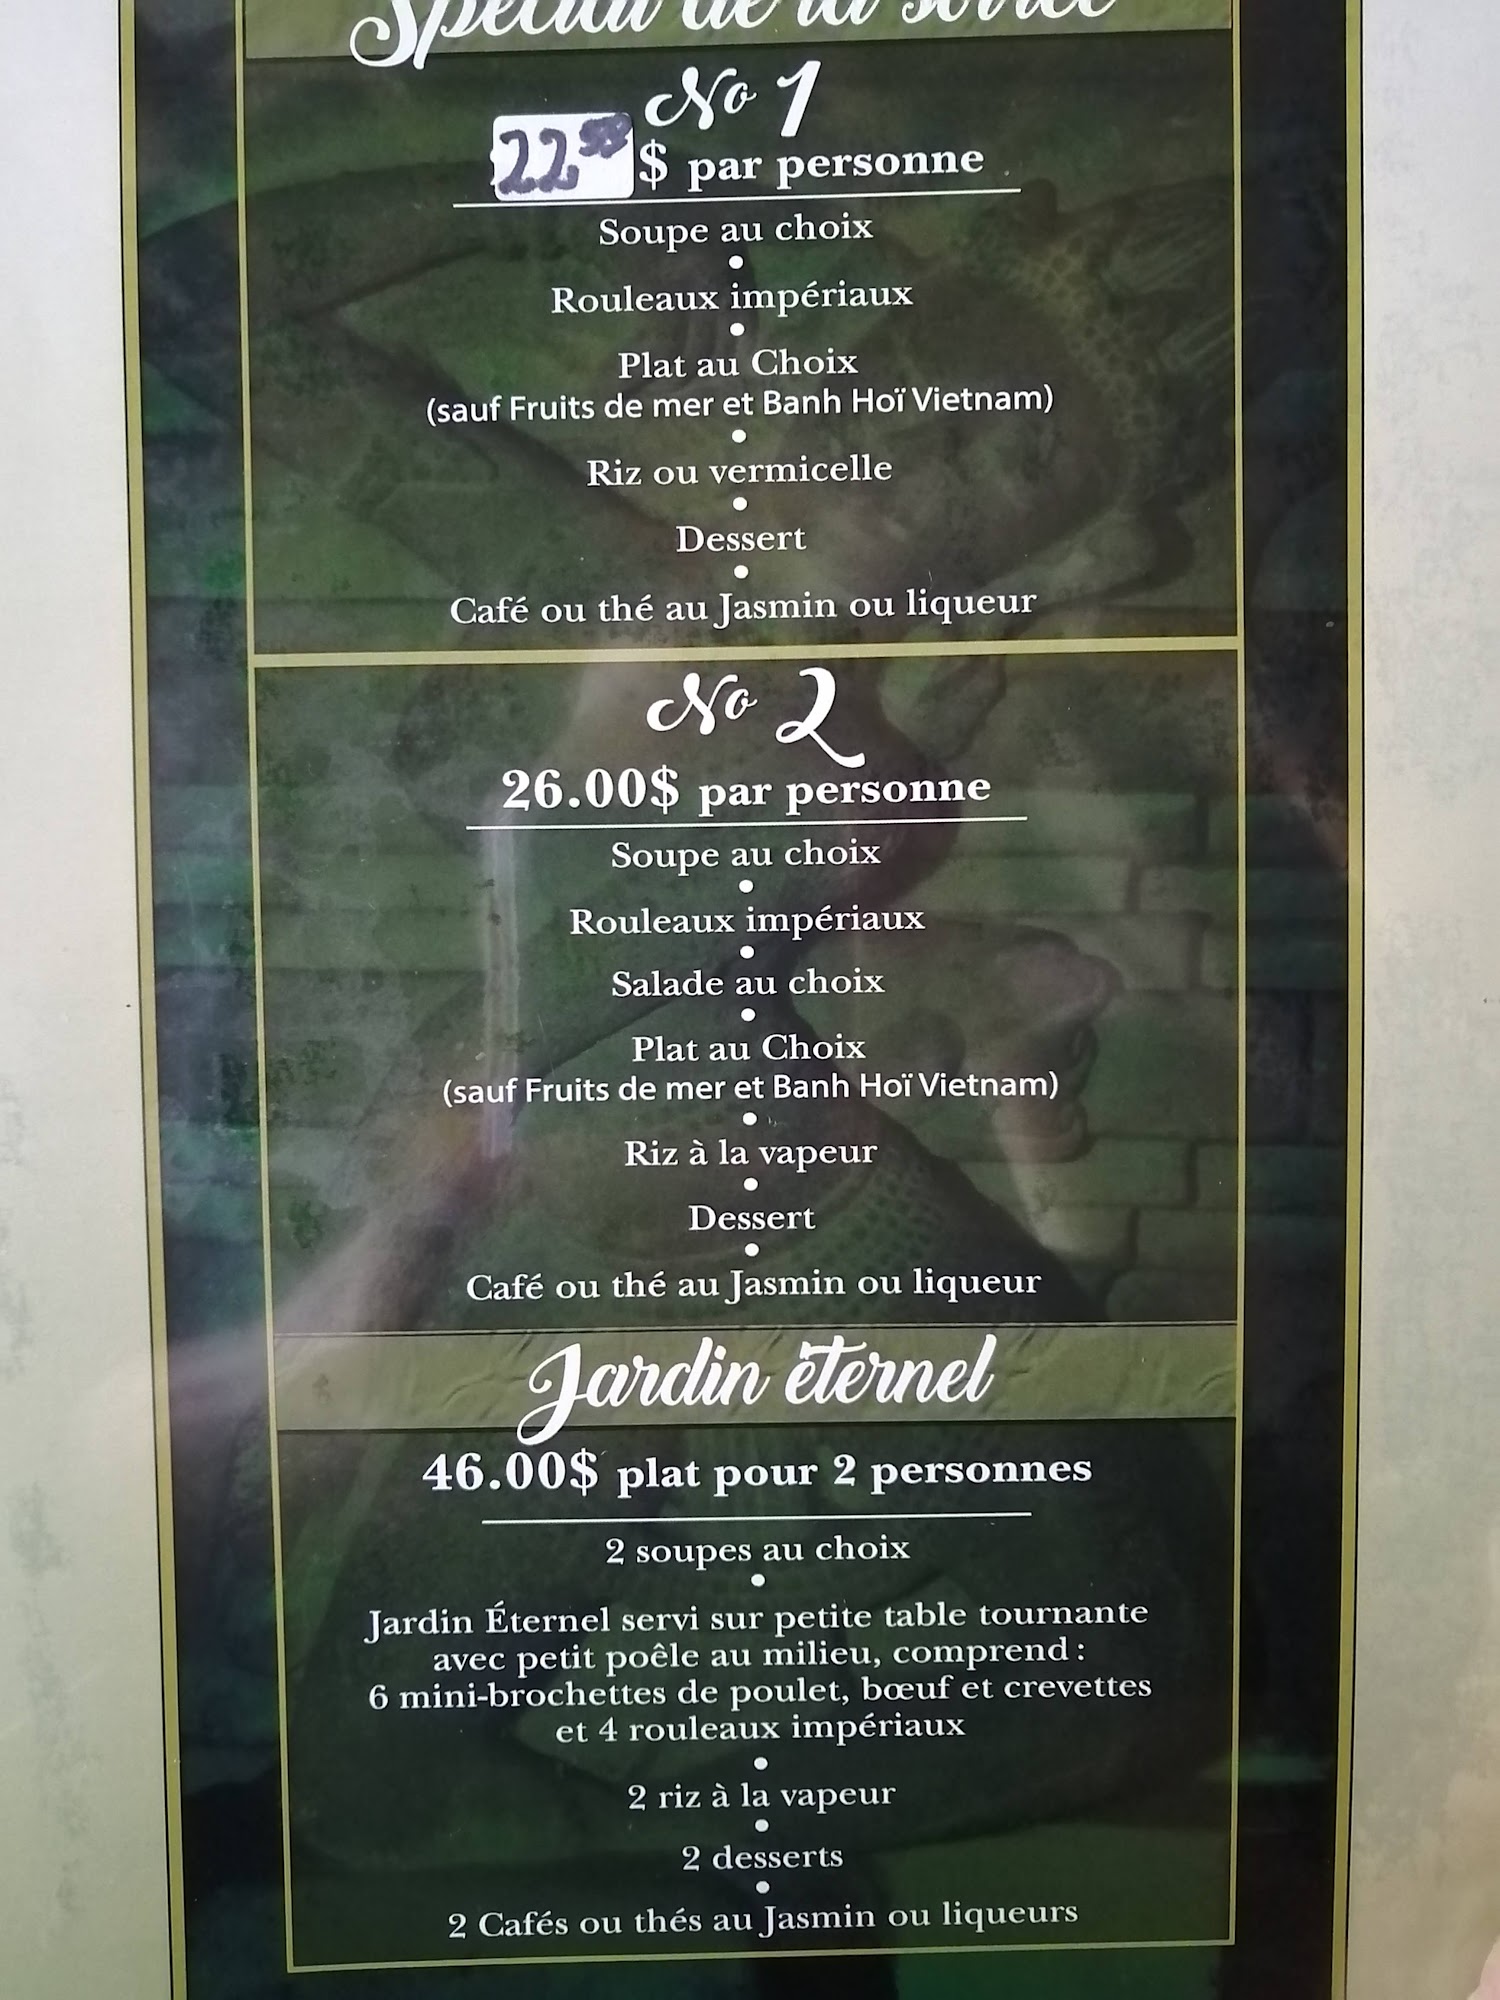 Spécial de la soirée
No 1
22 $ par personne
Soupe au choix
Rouleaux impériaux
Plat au Choix
(sauf Fruits de mer et Banh Hoï Vietnam)
Riz ou vermicelle
Dessert
Café ou thé au Jasmin ou liqueur
No 2
26.00$ par personne
Soupe au choix
Rouleaux impériaux
Salade au choix
Plat au Choix
(sauf Fruits de mer et Banh Hoï Vietnam)
Riz à la vapeur
Dessert
Café ou thé au Jasmin ou liqueur
Jardin éternel
46.00$ plat pour 2 personnes
2 soupes au choix
Jardin Éternel servi sur petite table tournante
avec petit poêle au milieu, comprend :
6 mini-brochettes de poulet, bœuf et crevettes
et 4 rouleaux impériaux
2 riz à la vapeur
2 desserts
2 Cafés ou thés au Jasmin ou liqueurs